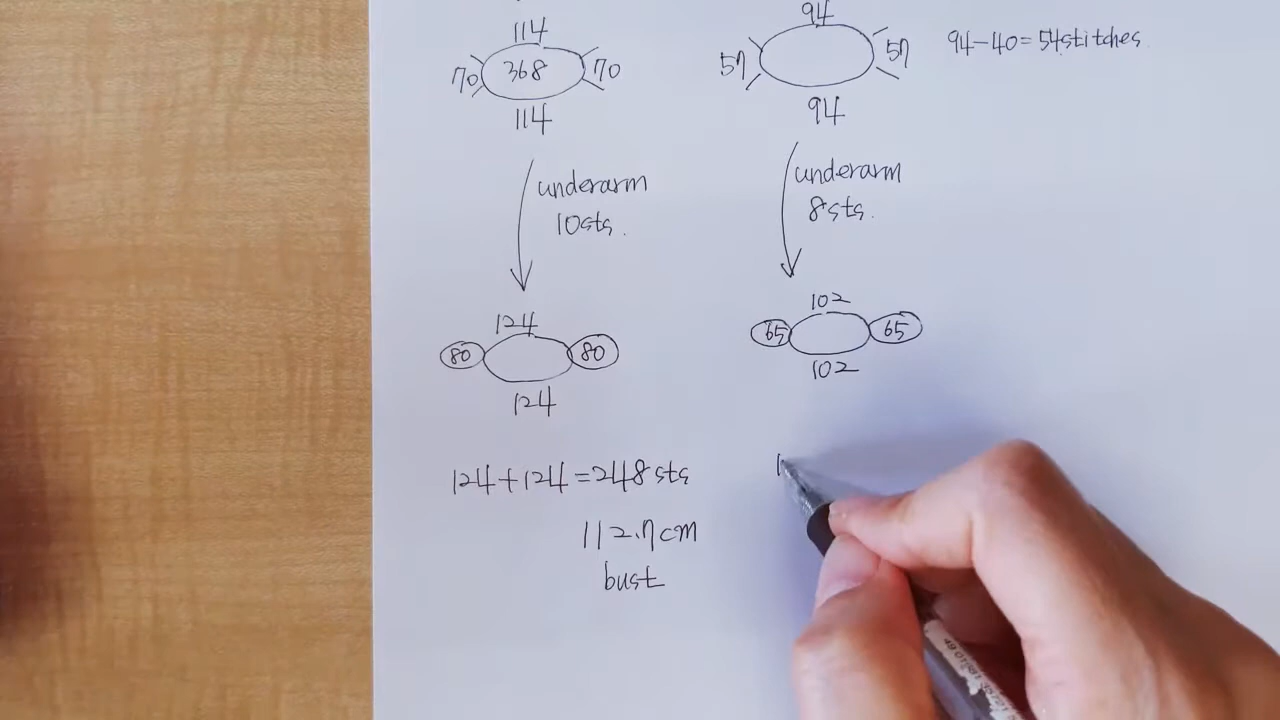 114
70 368 70
114
underarm
10sts.
124
80 80
124
124+124=248sts
112.7cm
bust
94
57 57
94
underarm
8sts.
102
65 65
102
1
94-40=54stitches